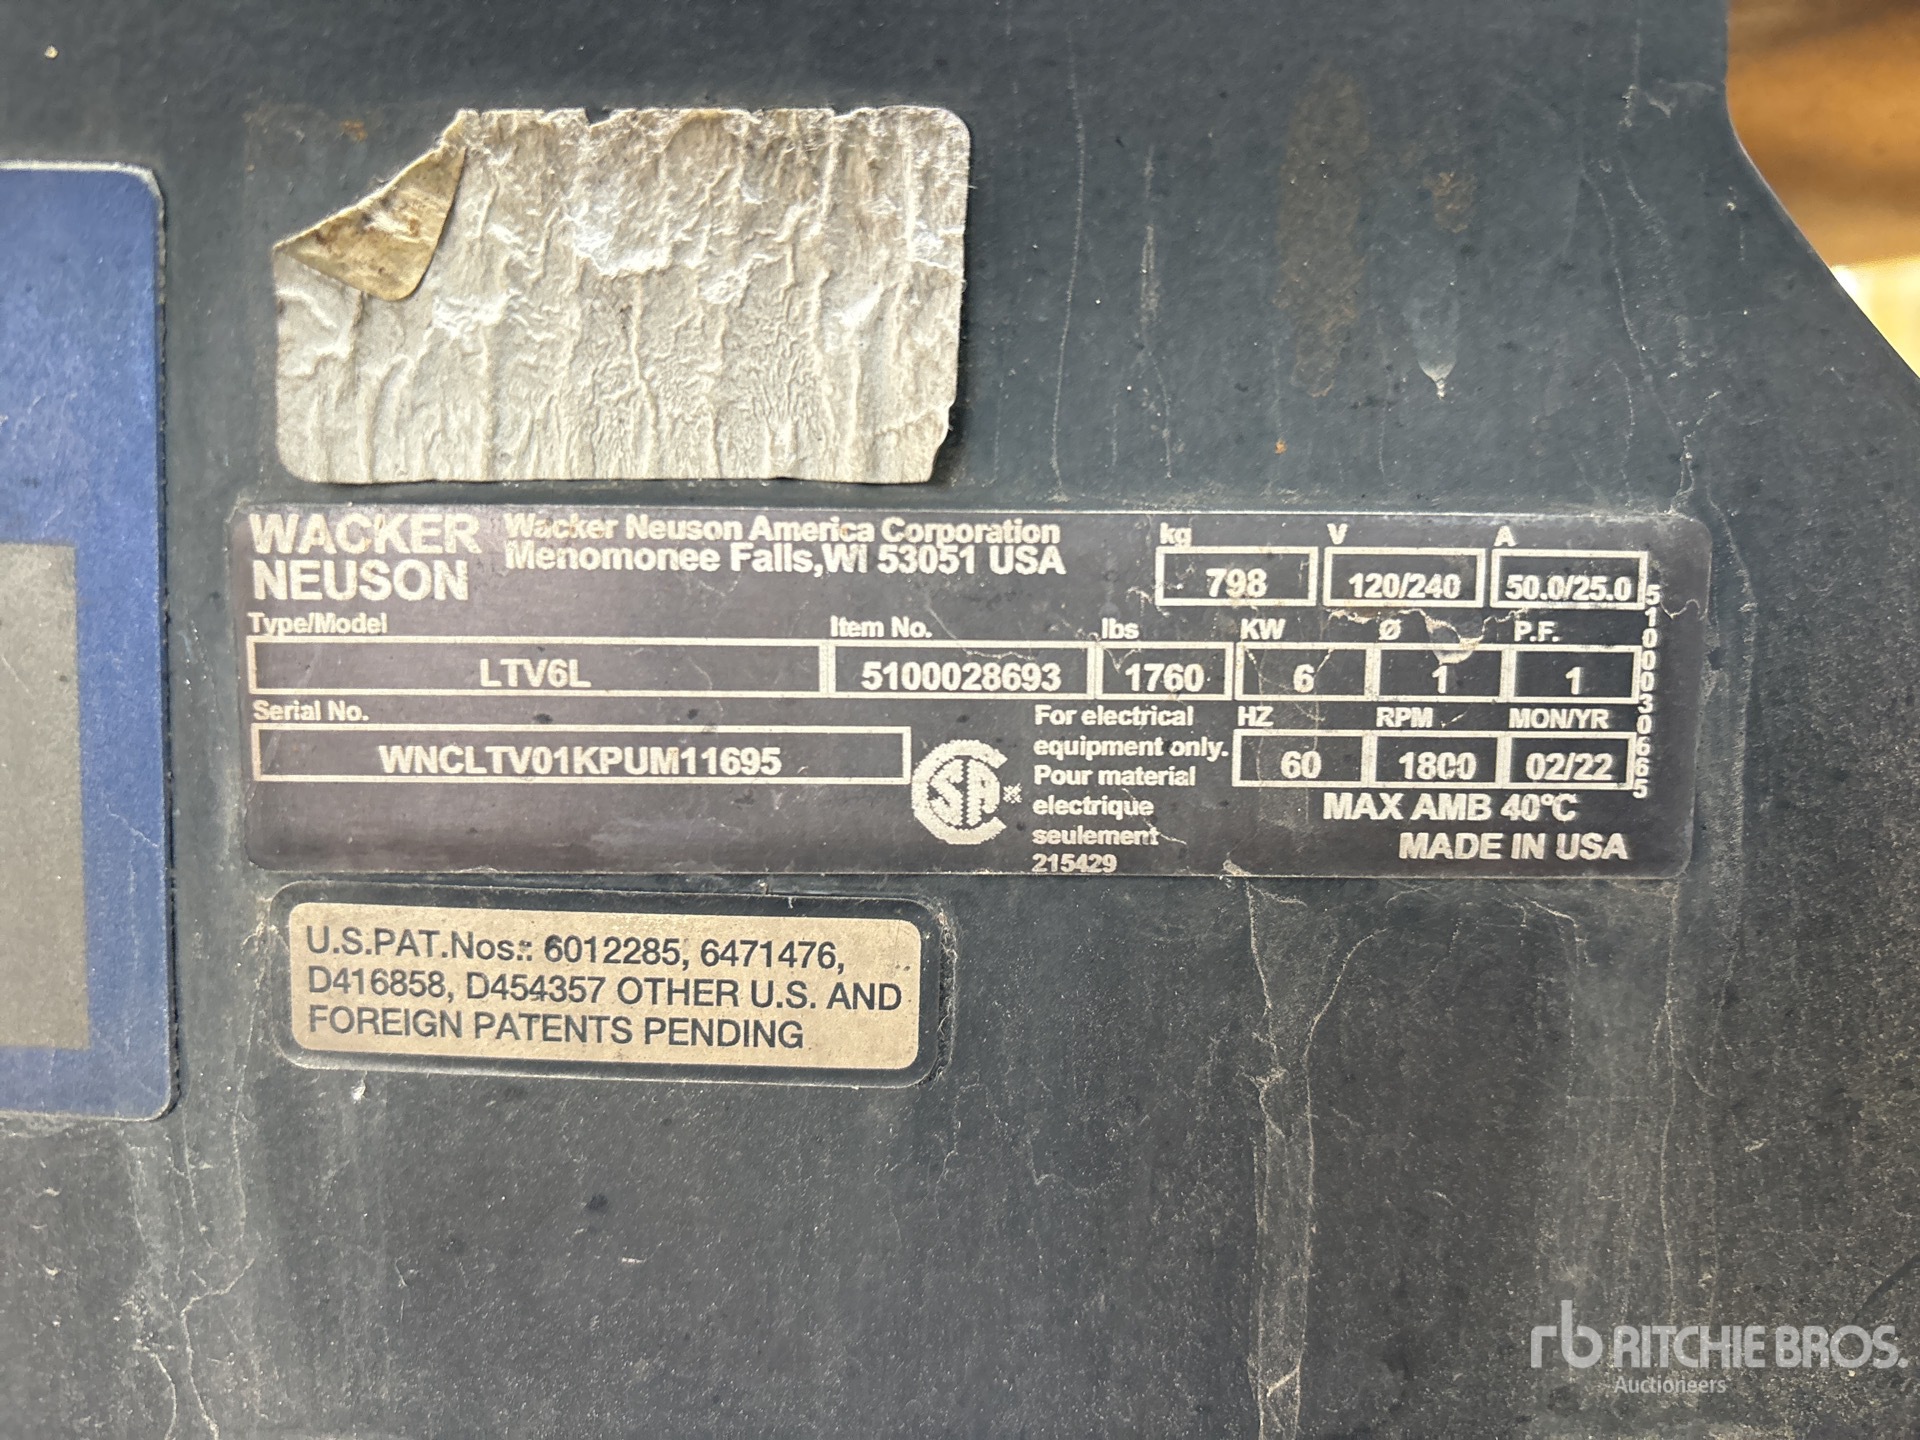 WACKER
NEUSON
Wacker Neuson America Corporation
Menomonee Falls,WI 53051 USA
kg
798
V
120/240
A
50.0/25.0
Type/Model
LTV6L
Item No.
5100028693
lbs
1760
KW
6
Ø
1
P.F.
1
Serial No.
WNCLTV01KPUM11695
For electrical
equipment only.
Pour material
electrique
seulement
215429
HZ
60
RPM
1800
MON/YR
02/22
MAX AMB 40°C
MADE IN USA
5100030665
U.S.PAT.Nos.: 6012285, 6471476,
D416858, D454357 OTHER U.S. AND
FOREIGN PATENTS PENDING
rb RITCHIE BROS.
Auctioneers